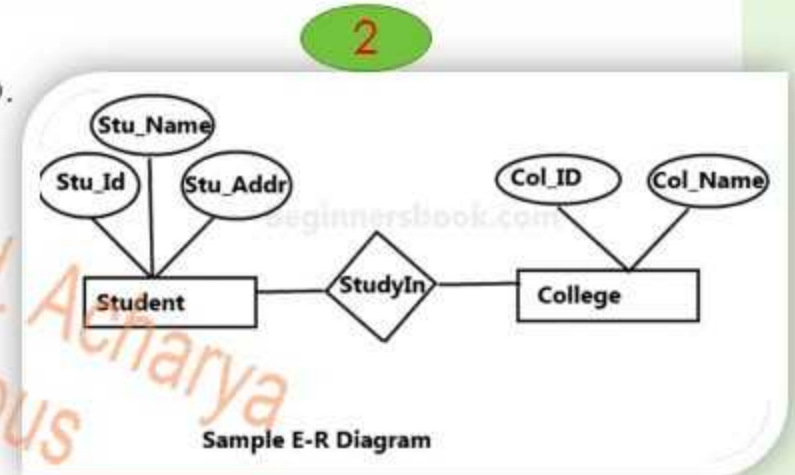 2
Stu_Name
Stu_Id
Stu_Addr
Col_ID
Col_Name
beginnersbook.com
Student
StudyIn
College
Acharya
Sample E-R Diagram